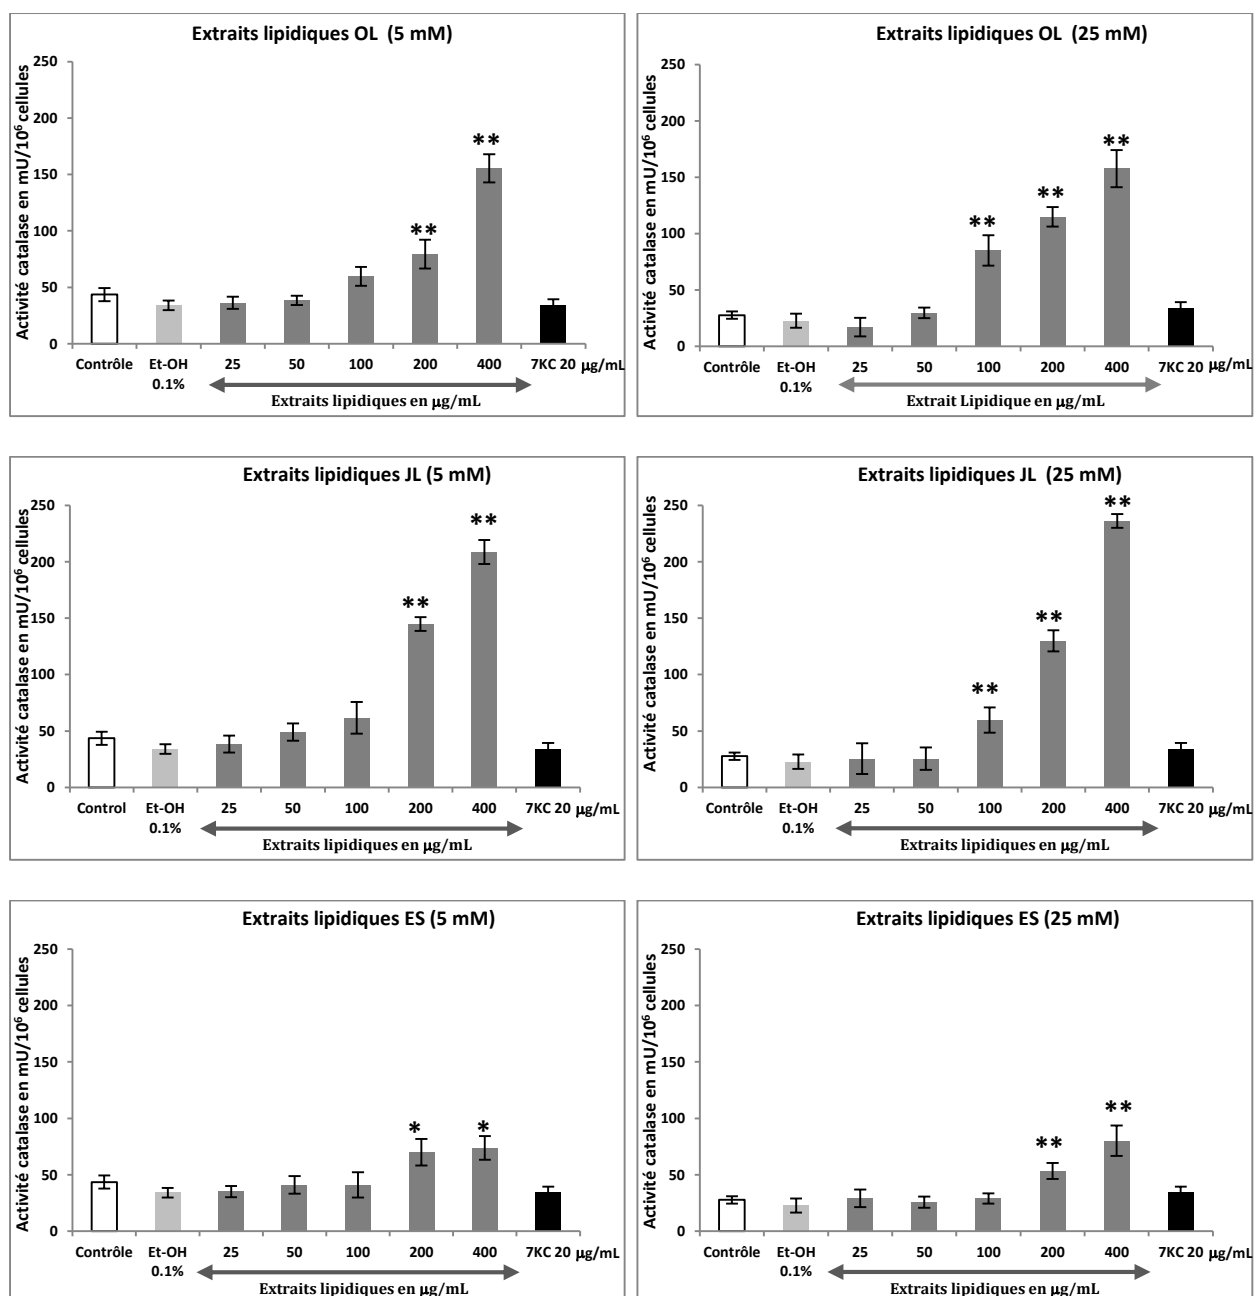 Extraits lipidiques OL (5 mM)
Activité catalase en mU/10⁶ cellules
250
200
150
100
50
0
**
**
Contrôle Et-OH 25 50 100 200 400 7KC 20 µg/mL
0.1%
Extraits lipidiques en µg/mL
Extraits lipidiques OL (25 mM)
Activité catalase en mU/10⁶ cellules
250
200
150
100
50
0
**
**
**
Contrôle Et-OH 25 50 100 200 400 7KC 20 µg/mL
0.1%
Extrait Lipidique en µg/mL
Extraits lipidiques JL (5 mM)
Activité catalase en mU/10⁶ cellules
250
200
150
100
50
0
**
**
Control Et-OH 25 50 100 200 400 7KC 20 µg/mL
0.1%
Extraits lipidiques en µg/mL
Extraits lipidiques JL (25 mM)
Activité catalase en mU/10⁶ cellules
250
200
150
100
50
0
**
**
**
Contrôle Et-OH 25 50 100 200 400 7KC 20 µg/mL
0.1%
Extraits lipidiques en µg/mL
Extraits lipidiques ES (5 mM)
Activité catalase en mU/10⁶ cellules
250
200
150
100
50
0
* *
Contrôle Et-OH 25 50 100 200 400 7KC 20 µg/mL
0.1%
Extraits lipidiques en µg/mL
Extraits lipidiques ES (25 mM)
Activité catalase en mU/10⁶ cellules
250
200
150
100
50
0
**
**
Contrôle Et-OH 25 50 100 200 400 7KC 20 µg/mL
0.1%
Extraits lipidiques en µg/mL